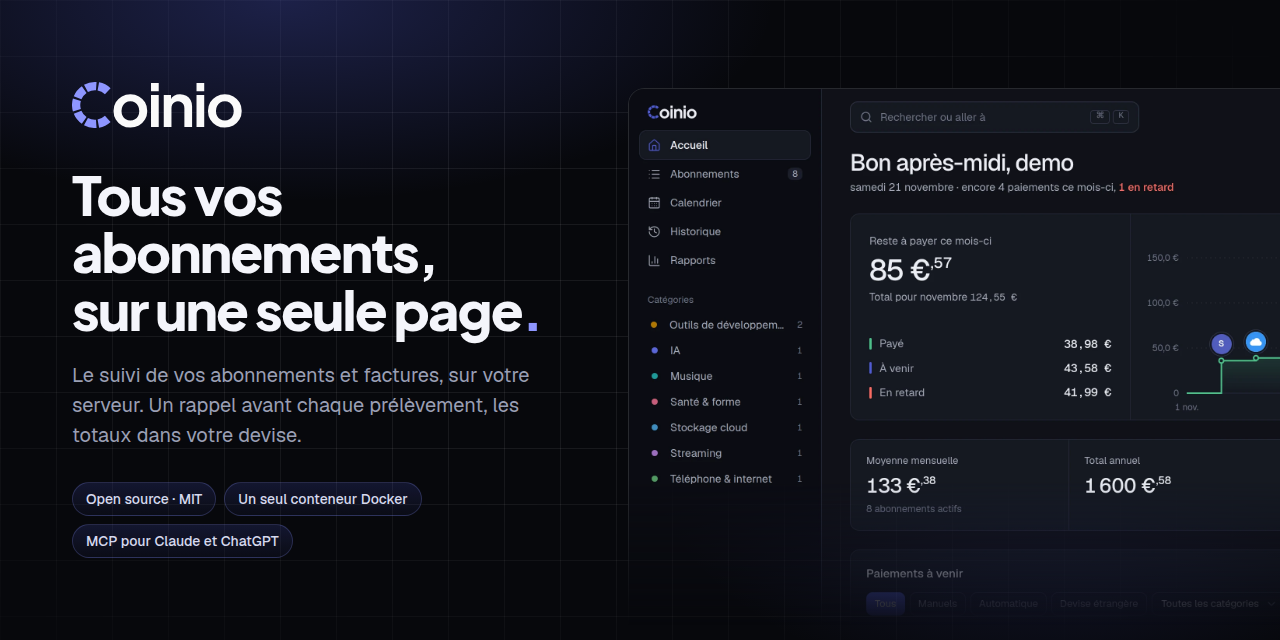 Coinio
Tous vos
abonnements,
sur une seule page.
Le suivi de vos abonnements et factures, sur votre
serveur. Un rappel avant chaque prélèvement, les
totaux dans votre devise.
Open source · MIT
Un seul conteneur Docker
MCP pour Claude et ChatGPT
Coinio
Accueil
Abonnements 8
Calendrier
Historique
Rapports
Catégories
Outils de développem... 2
IA 1
Musique 1
Santé & forme 1
Stockage cloud 1
Streaming 1
Téléphone & internet 1
Rechercher ou aller à ⌘ K
Bon après-midi, demo
samedi 21 novembre · encore 4 paiements ce mois-ci, 1 en retard
Reste à payer ce mois-ci
85 €,57
Total pour novembre 124,55 €
Payé 38,98 €
À venir 43,58 €
En retard 41,99 €
150,0 €
100,0 €
50,0 €
0
1 nov.
S
Moyenne mensuelle
133 €,38
8 abonnements actifs
Total annuel
1 600 €,58
Paiements à venir
Tous Manuels Automatique Devise étrangère Toutes les catégories